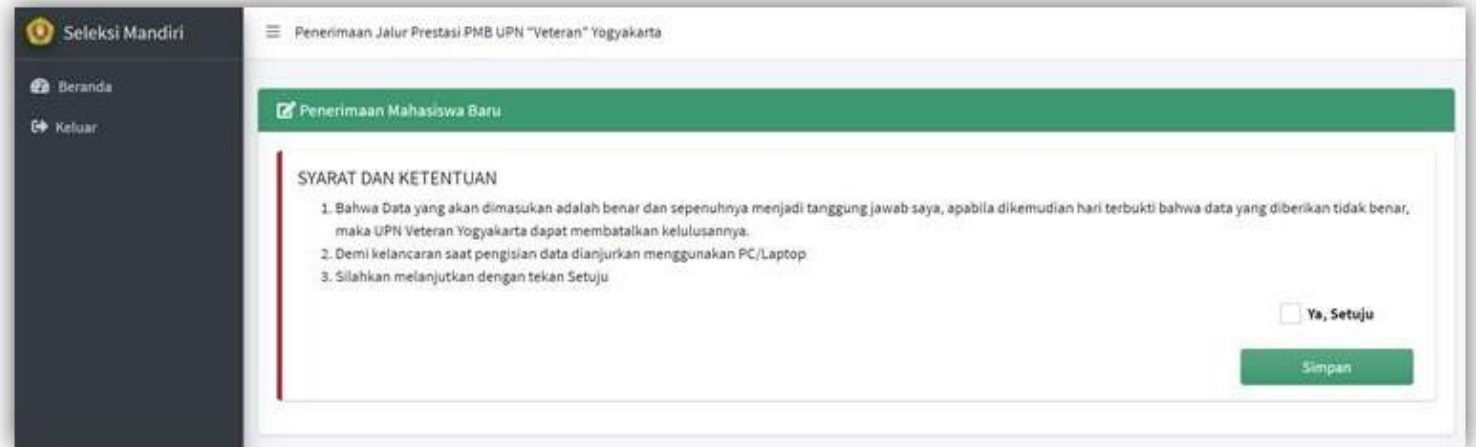 Seleksi Mandiri
Penerimaan Jalur Prestasi PMB UPN "Veteran" Yogyakarta
Beranda
Keluar
Penerimaan Mahasiswa Baru
SYARAT DAN KETENTUAN
1. Bahwa Data yang akan dimasukan adalah benar dan sepenuhnya menjadi tanggung jawab saya, apabila dikemudian hari terbukti bahwa data yang diberikan tidak benar,
maka UPN Veteran Yogyakarta dapat membatalkan kelulusannya.
2. Demi kelancaran saat pengisian data dianjurkan menggunakan PC/Laptop
3. Silahkan melanjutkan dengan tekan Setuju
Ya, Setuju
Simpan